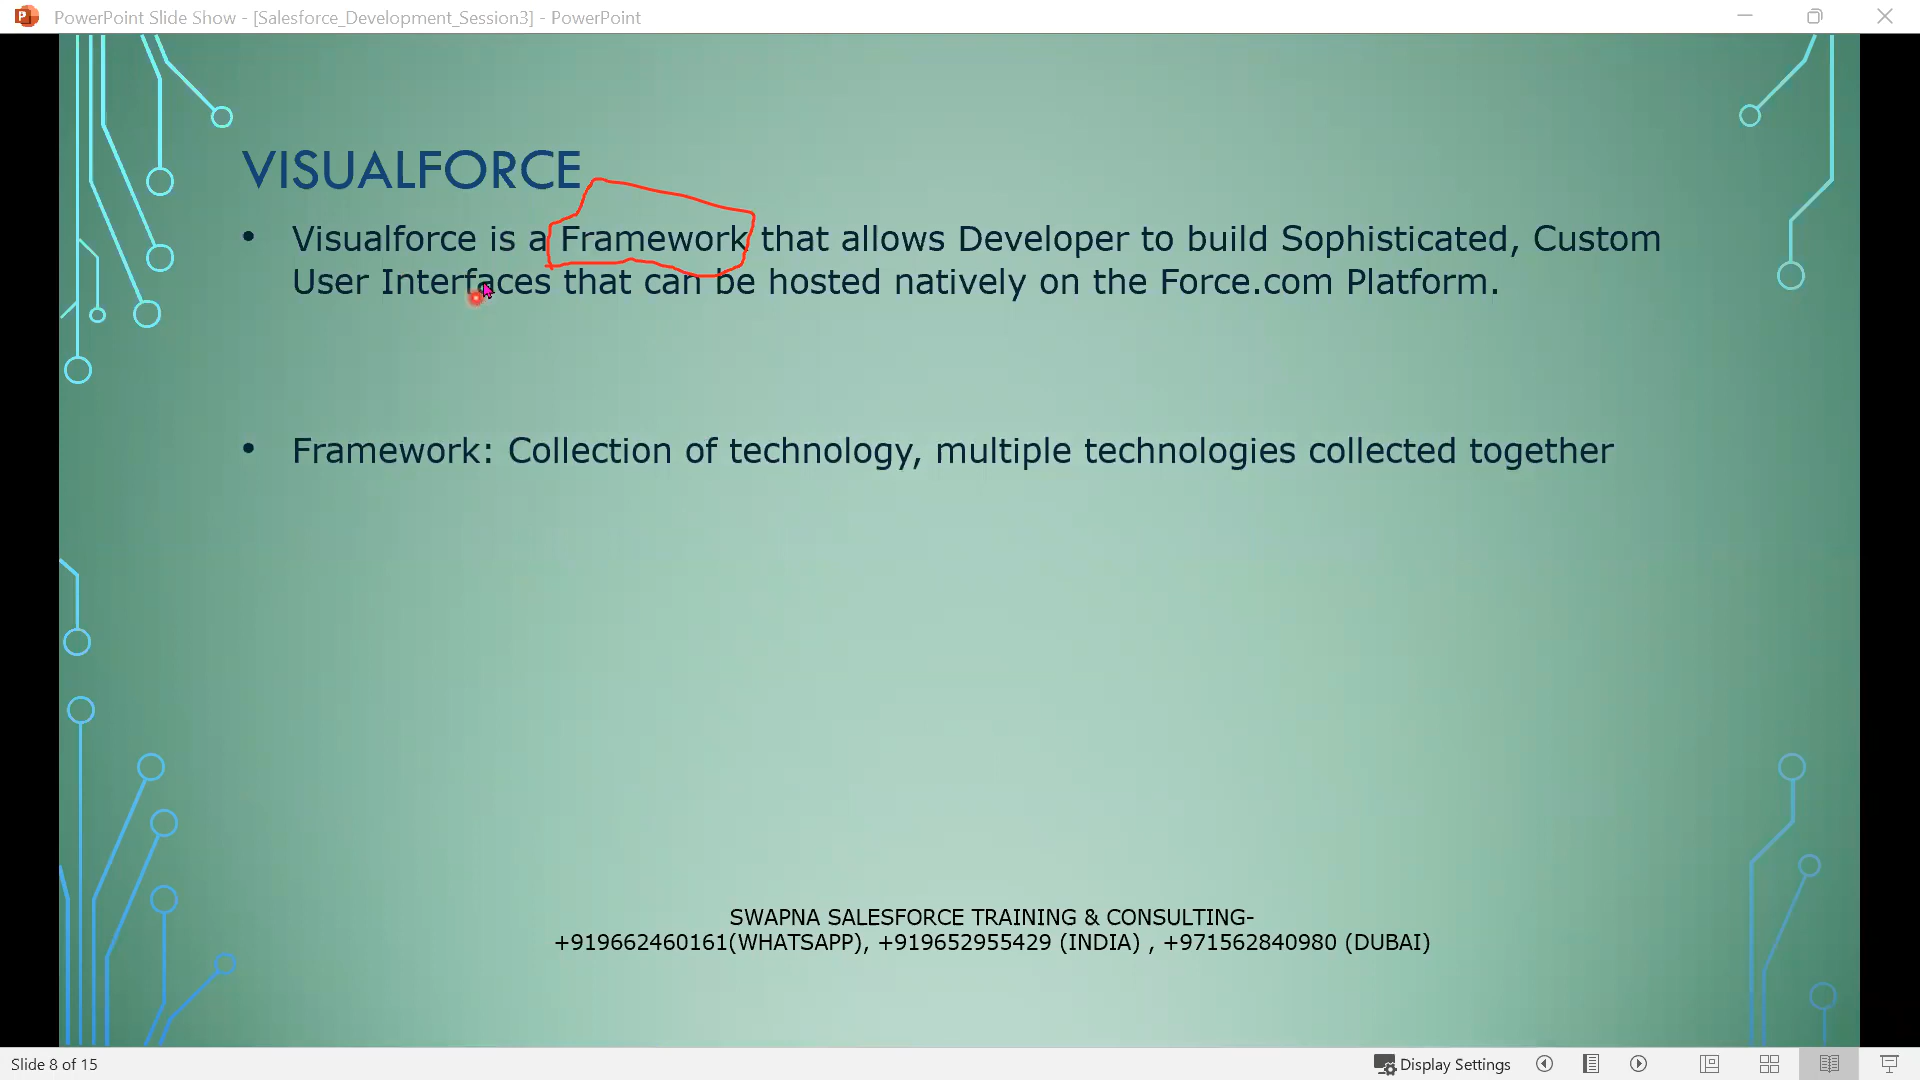 PowerPoint Slide Show - [Salesforce_Development_Session3] - PowerPoint
VISUALFORCE
• Visualforce is a Framework that allows Developer to build Sophisticated, Custom
User Interfaces that can be hosted natively on the Force.com Platform.
• Framework: Collection of technology, multiple technologies collected together
SWAPNA SALESFORCE TRAINING & CONSULTING-
+919662460161(WHATSAPP), +919652955429 (INDIA) , +971562840980 (DUBAI)
Slide 8 of 15
Display Settings